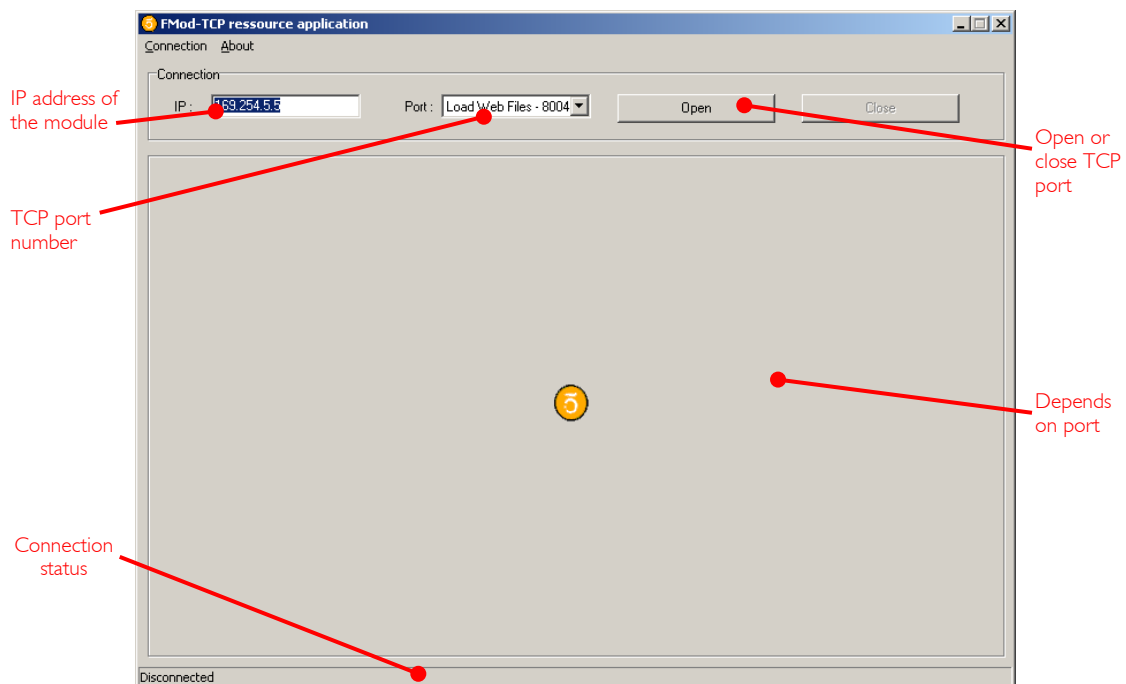 FMod-TCP ressource application
Connection About
Connection
IP : 169.254.5.5 Port : Load Web Files - 8004 Open Close
IP address of
the module
Open or
close TCP
port
TCP port
number
5
Depends
on port
Connection
status
Disconnected